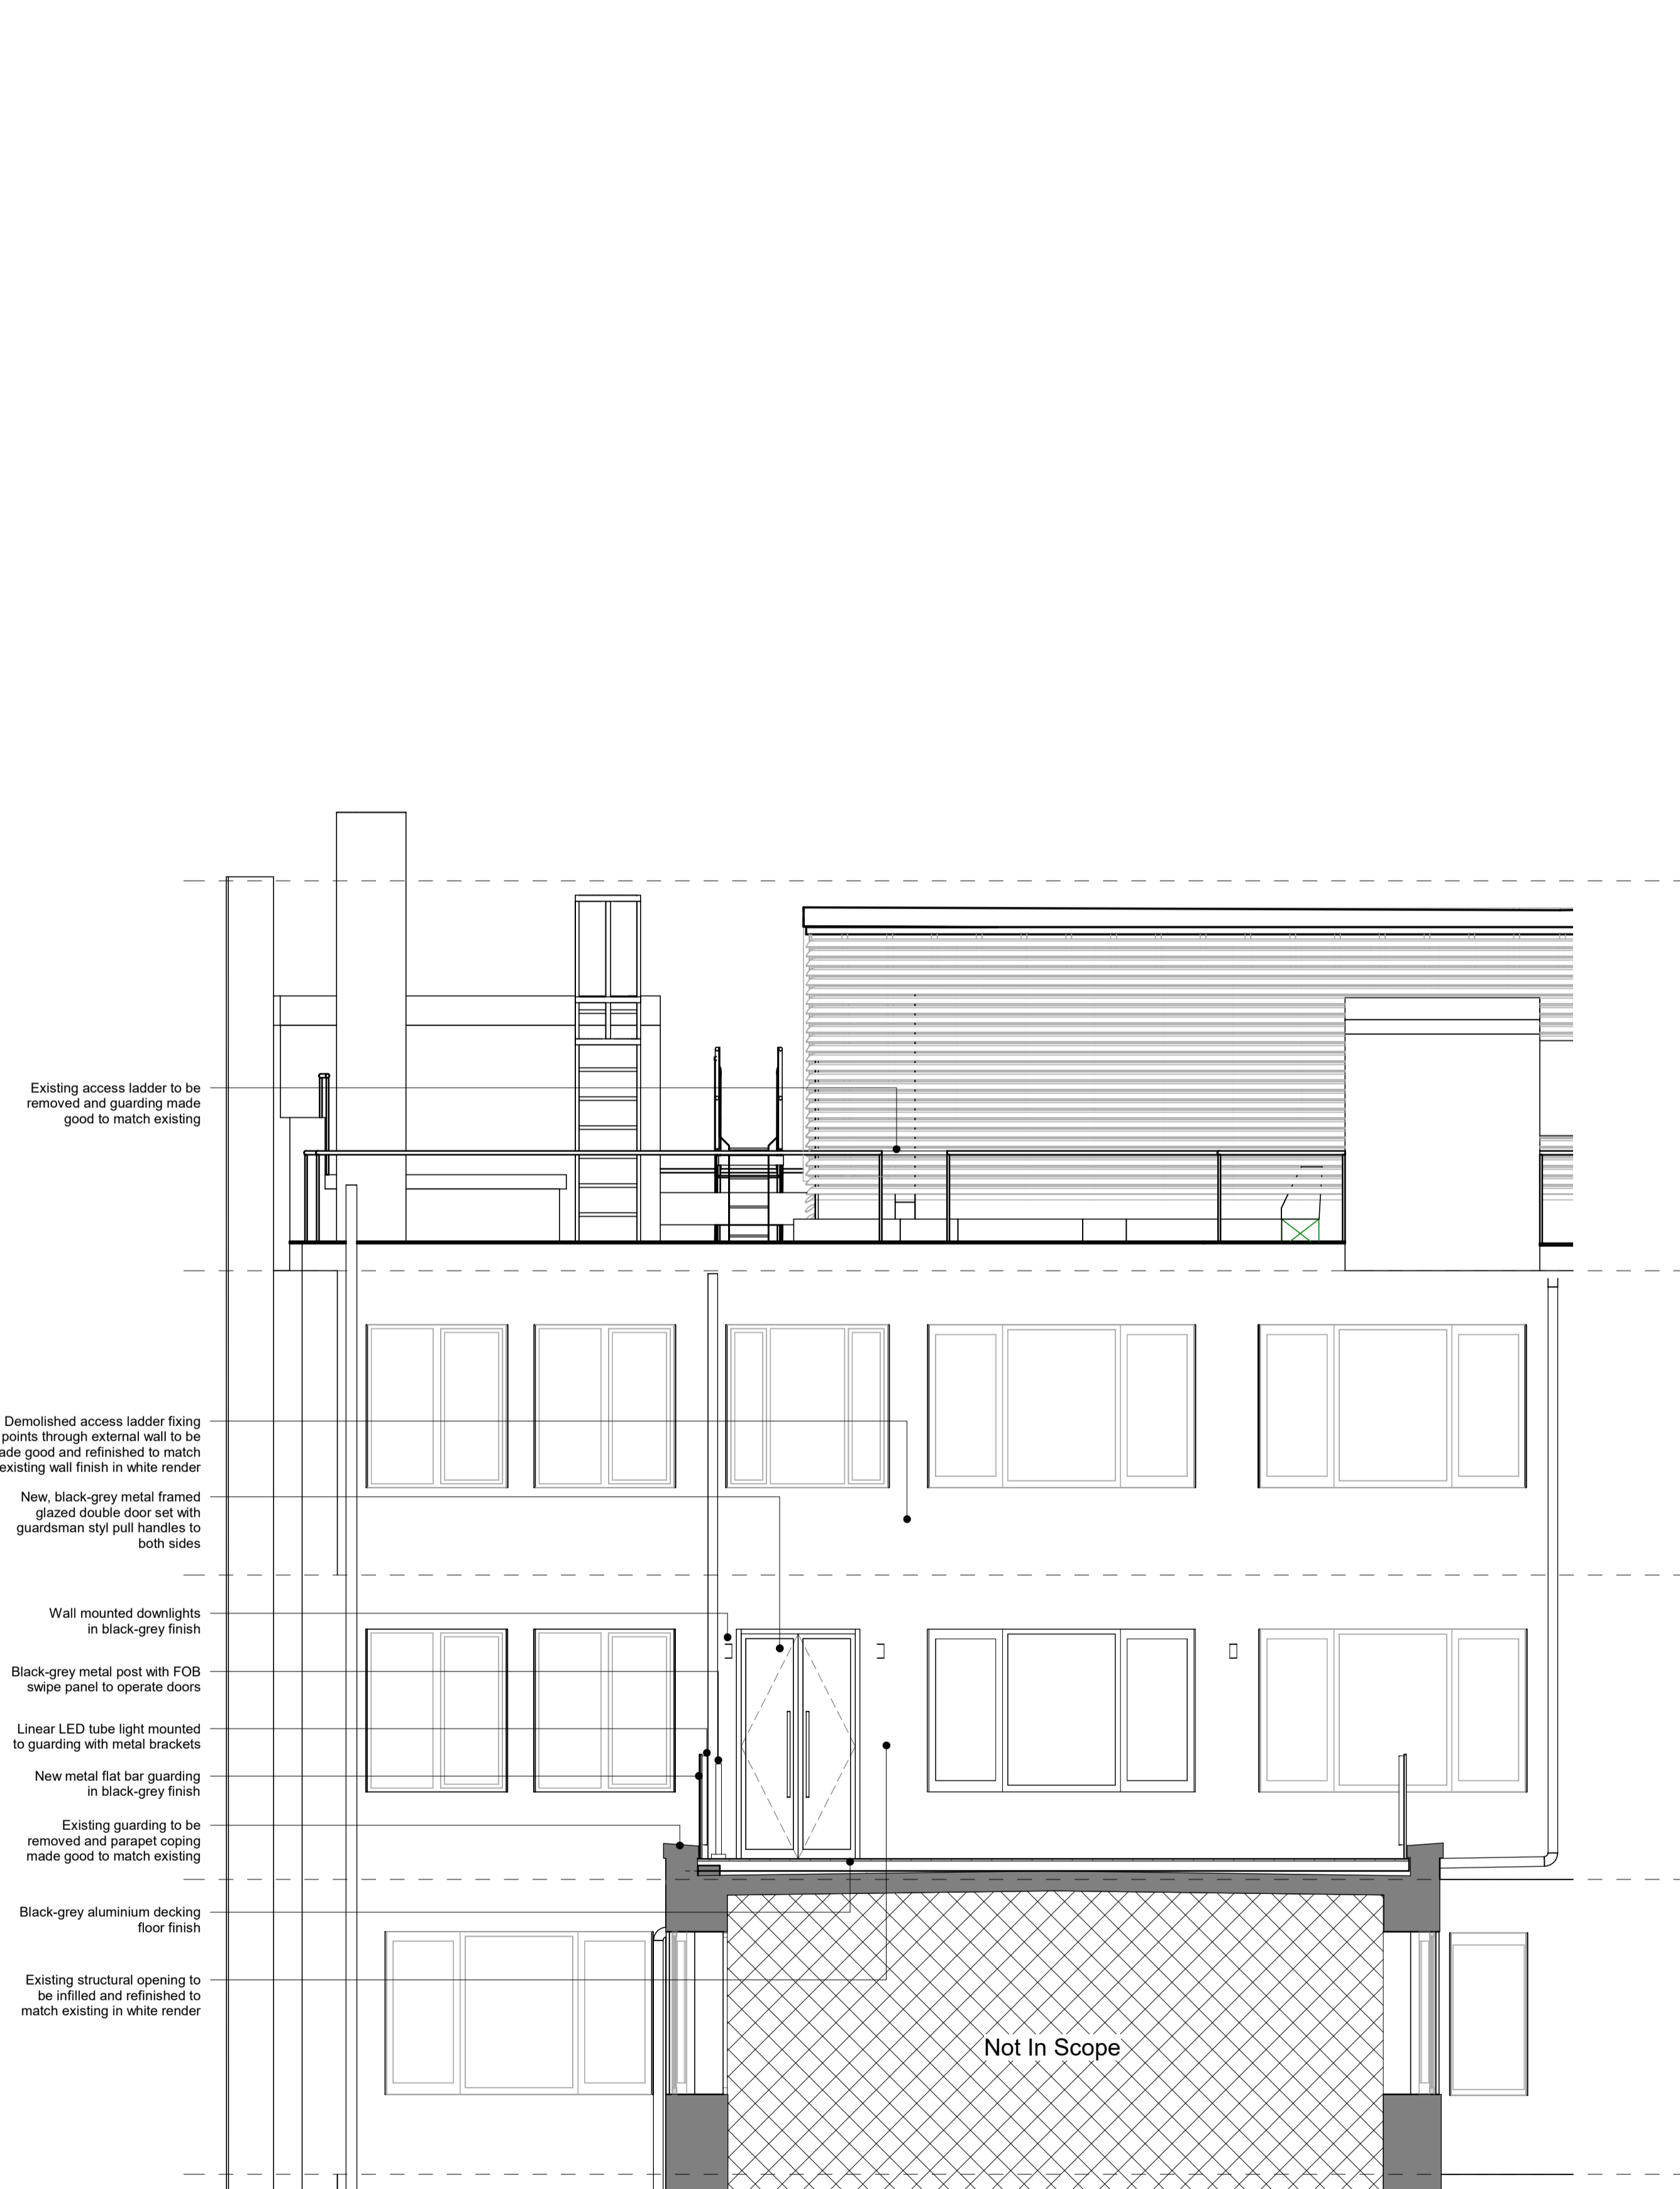 Existing access ladder to be
removed and guarding made
good to match existing
Demolished access ladder fixing
points through external wall to be
ade good and refinished to match
existing wall finish in white render
New, black-grey metal framed
glazed double door set with
guardsman styl pull handles to
both sides
Wall mounted downlights
in black-grey finish
Black-grey metal post with FOB
swipe panel to operate doors
Linear LED tube light mounted
to guarding with metal brackets
New metal flat bar guarding
in black-grey finish
Existing guarding to be
removed and parapet coping
made good to match existing
Black-grey aluminium decking
floor finish
Existing structural opening to
be infilled and refinished to
match existing in white render
Not In Scope